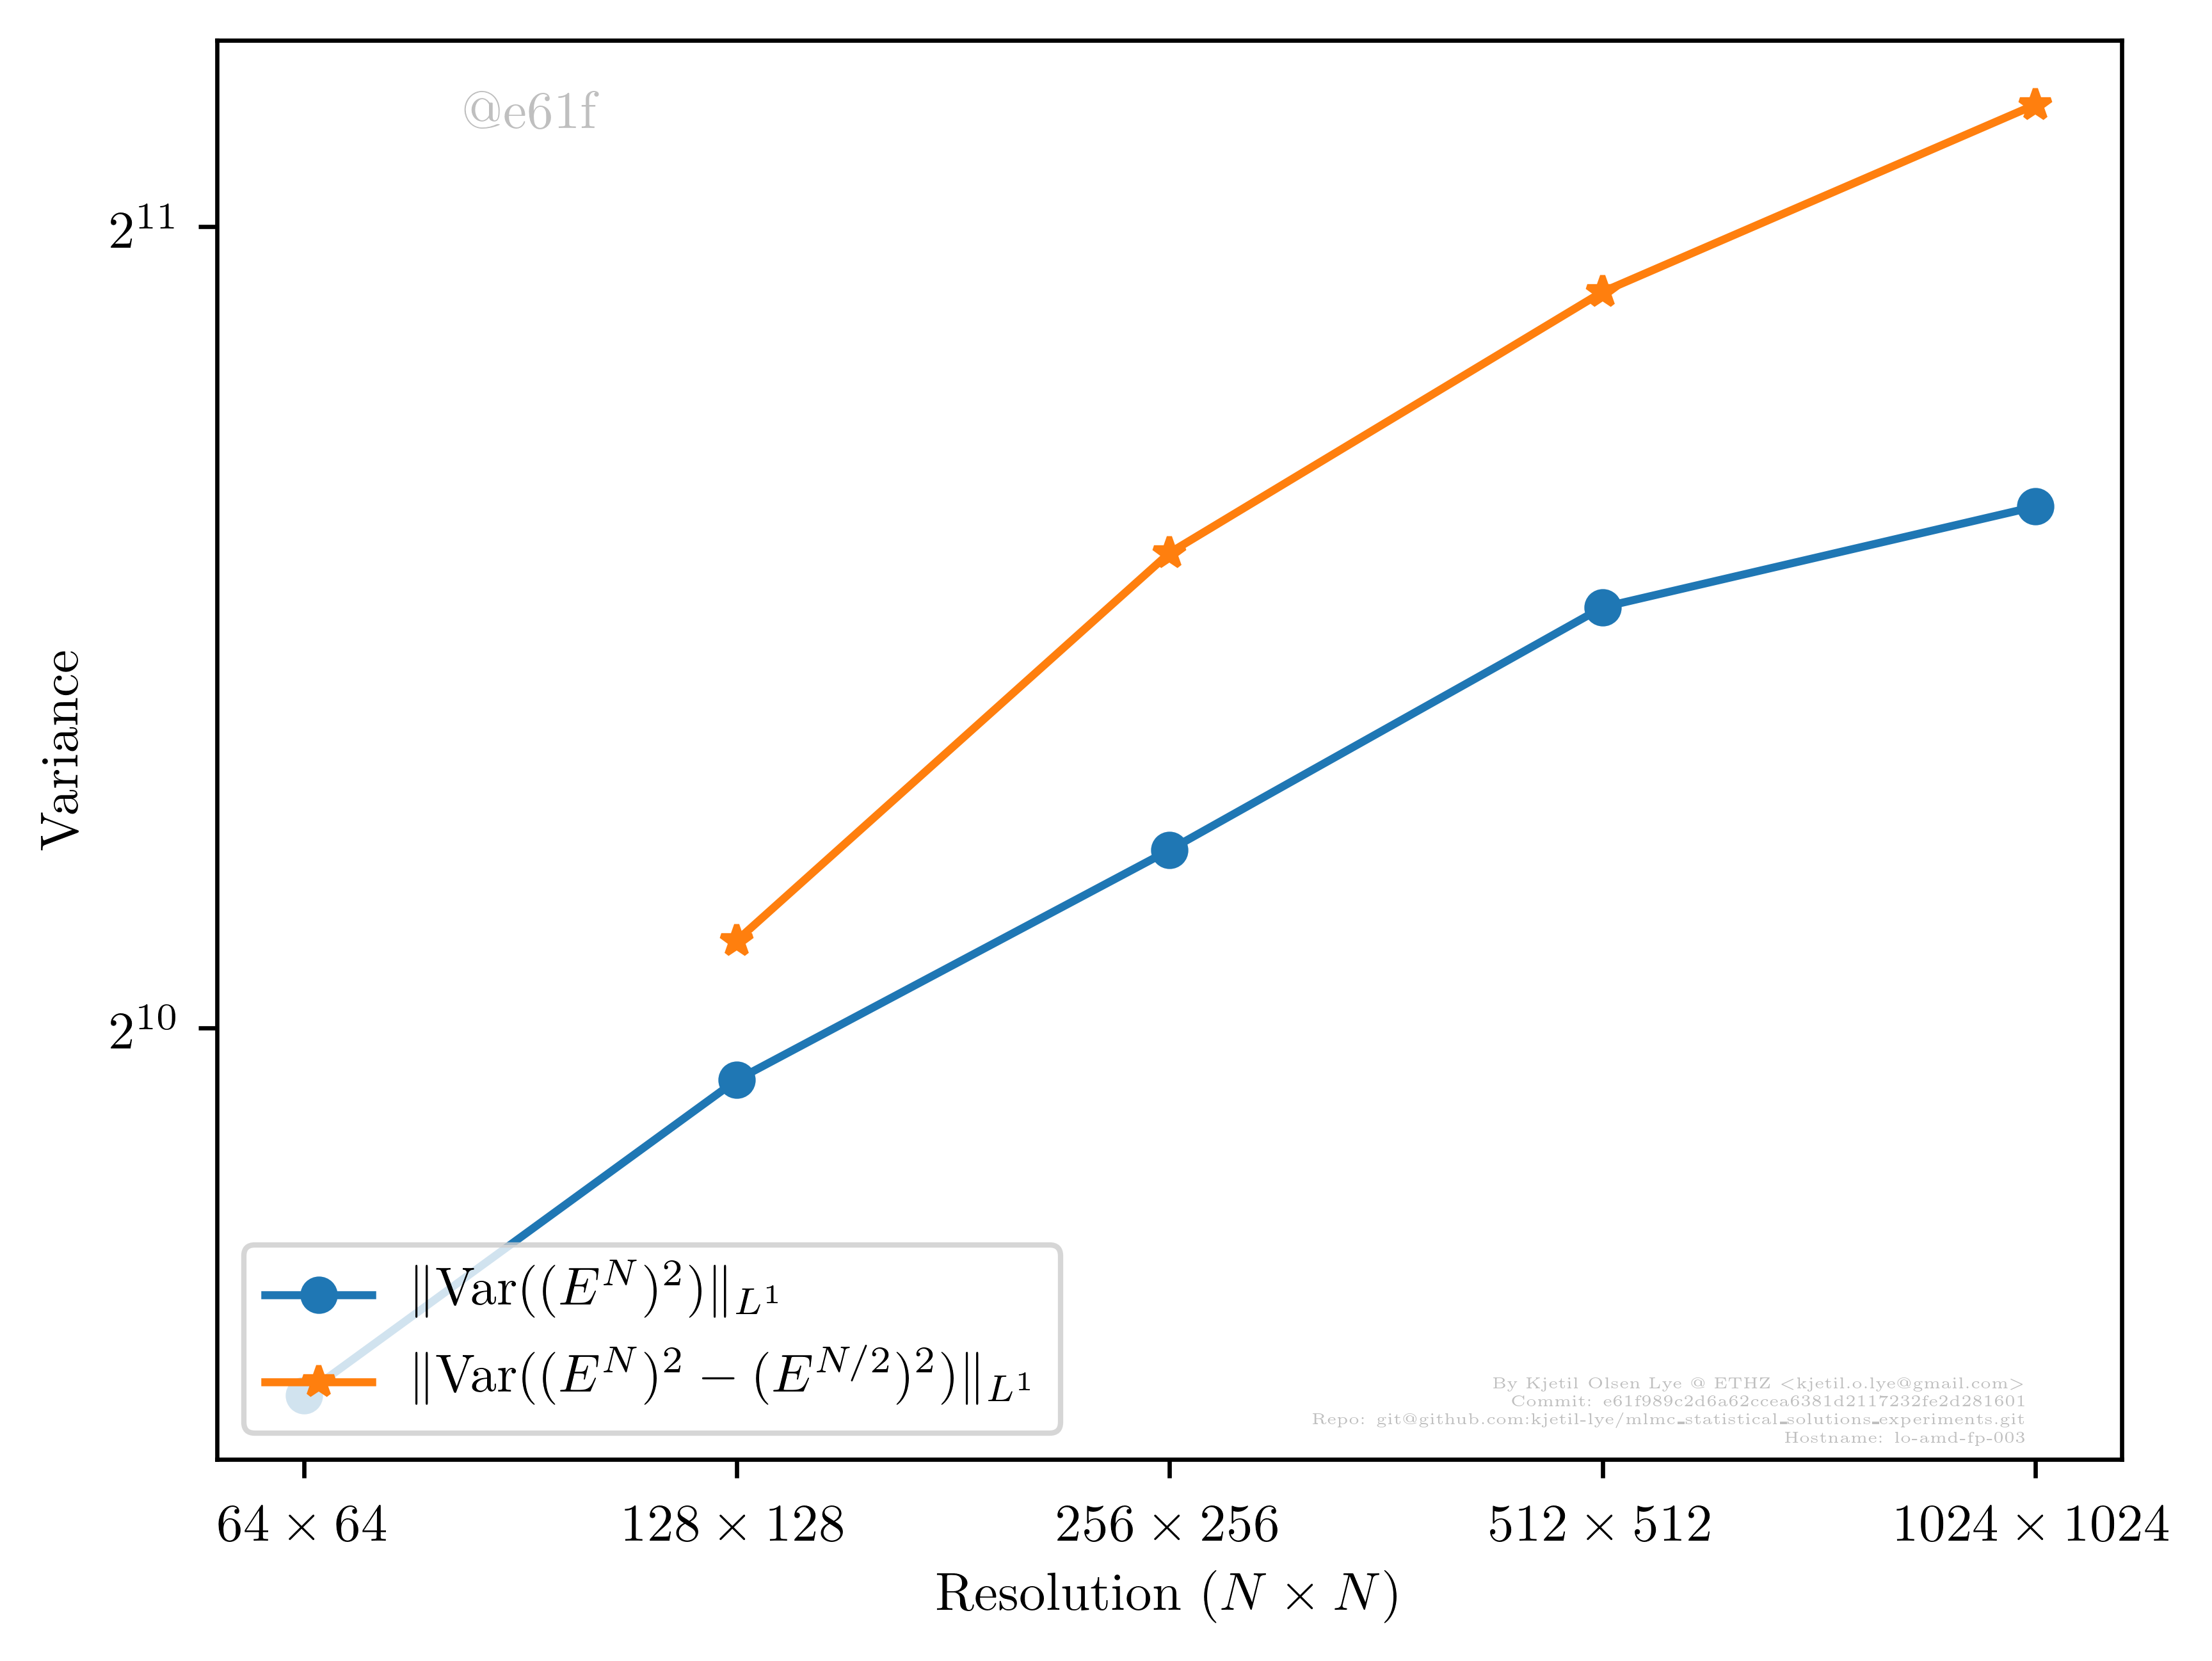 @e61f
2^11
2^10
Variance
‖Var((E^N)^2)‖_{L^1}
‖Var((E^N)^2 − (E^{N/2})^2)‖_{L^1}
By Kjetil Olsen Lye @ ETHZ <kjetil.o.lye@gmail.com>
Commit: e61f989c2d6a62ccea6381d2117232fe2d281601
Repo: git@github.com:kjetil-lye/mlmc_statistical_solutions_experiments.git
Hostname: lo-amd-fp-003
64 × 64 128 × 128 256 × 256 512 × 512 1024 × 1024
Resolution (N × N)